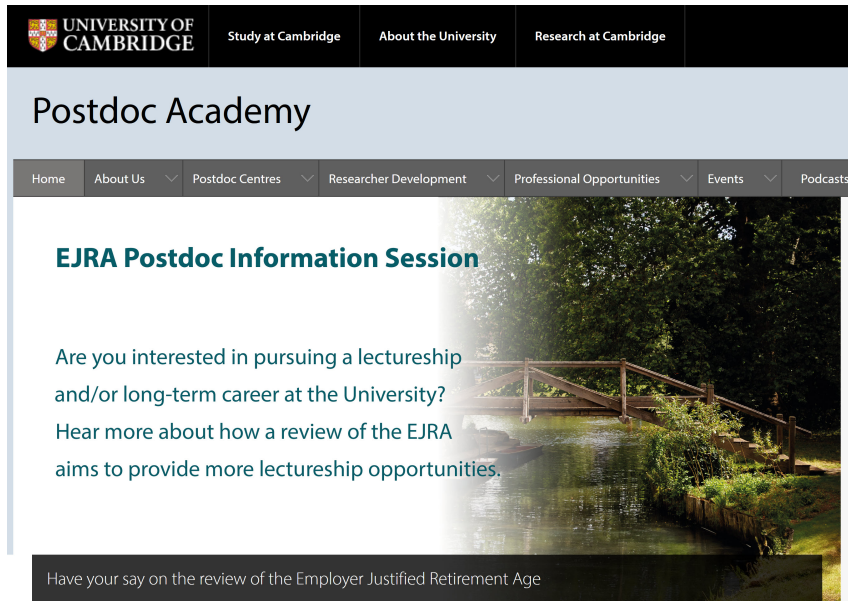 UNIVERSITY OF
CAMBRIDGE
Study at Cambridge
About the University
Research at Cambridge
Postdoc Academy
Home
About Us
Postdoc Centres
Researcher Development
Professional Opportunities
Events
Podcasts
EJRA Postdoc Information Session
Are you interested in pursuing a lectureship
and/or long-term career at the University?
Hear more about how a review of the EJRA
aims to provide more lectureship opportunities.
Have your say on the review of the Employer Justified Retirement Age